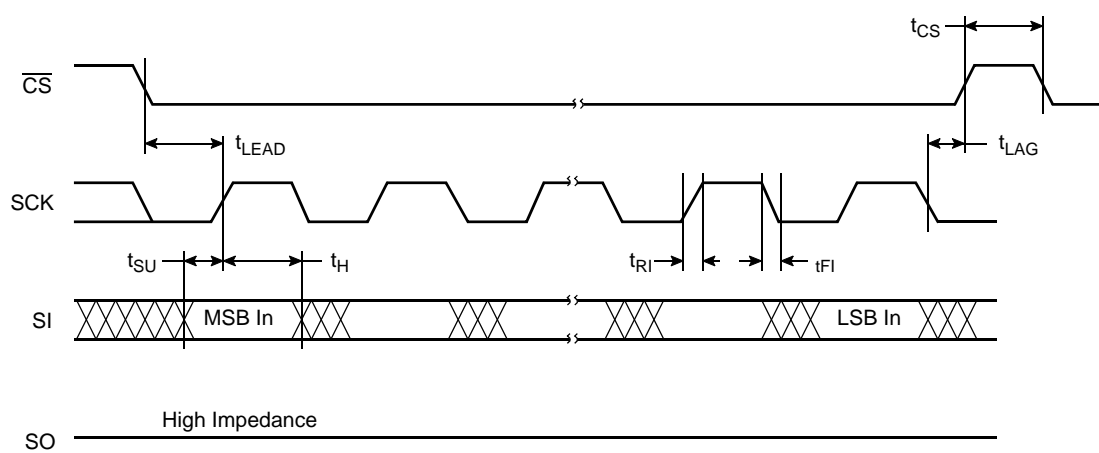 tCS
CS
tLEAD
tLAG
SCK
tSU
tH
tRI
tFI
SI
MSB In
LSB In
High Impedance
SO